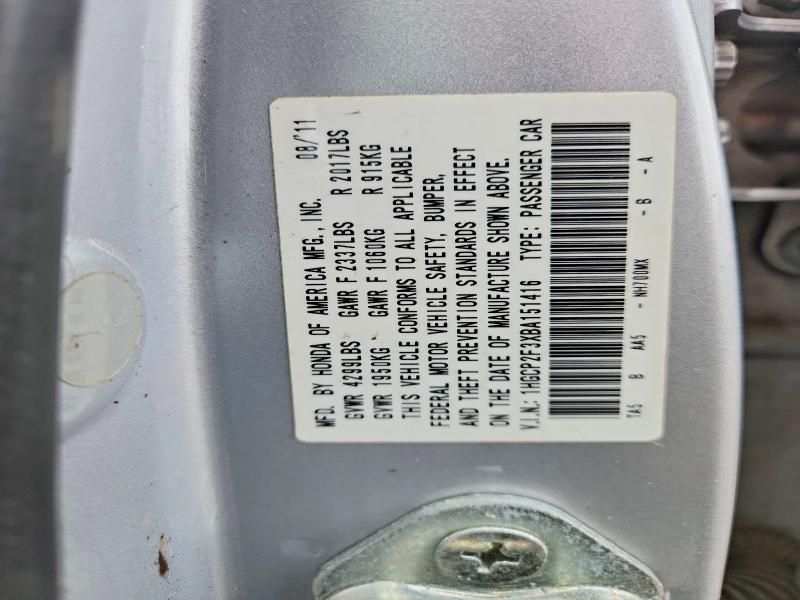 MFD. BY HONDA OF AMERICA MFG., INC. 08/'11
GVWR 4299LBS GAWR F 2337LBS R 2017LBS
GVWR 1950KG GAWR F 1060KG R 915KG
THIS VEHICLE CONFORMS TO ALL APPLICABLE
FEDERAL MOTOR VEHICLE SAFETY, BUMPER,
AND THEFT PREVENTION STANDARDS IN EFFECT
ON THE DATE OF MANUFACTURE SHOWN ABOVE.
V.I.N.: 1HGCP2F3XBA151416 TYPE: PASSENGER CAR
TA5 B AA5 - NH700MX - B - A